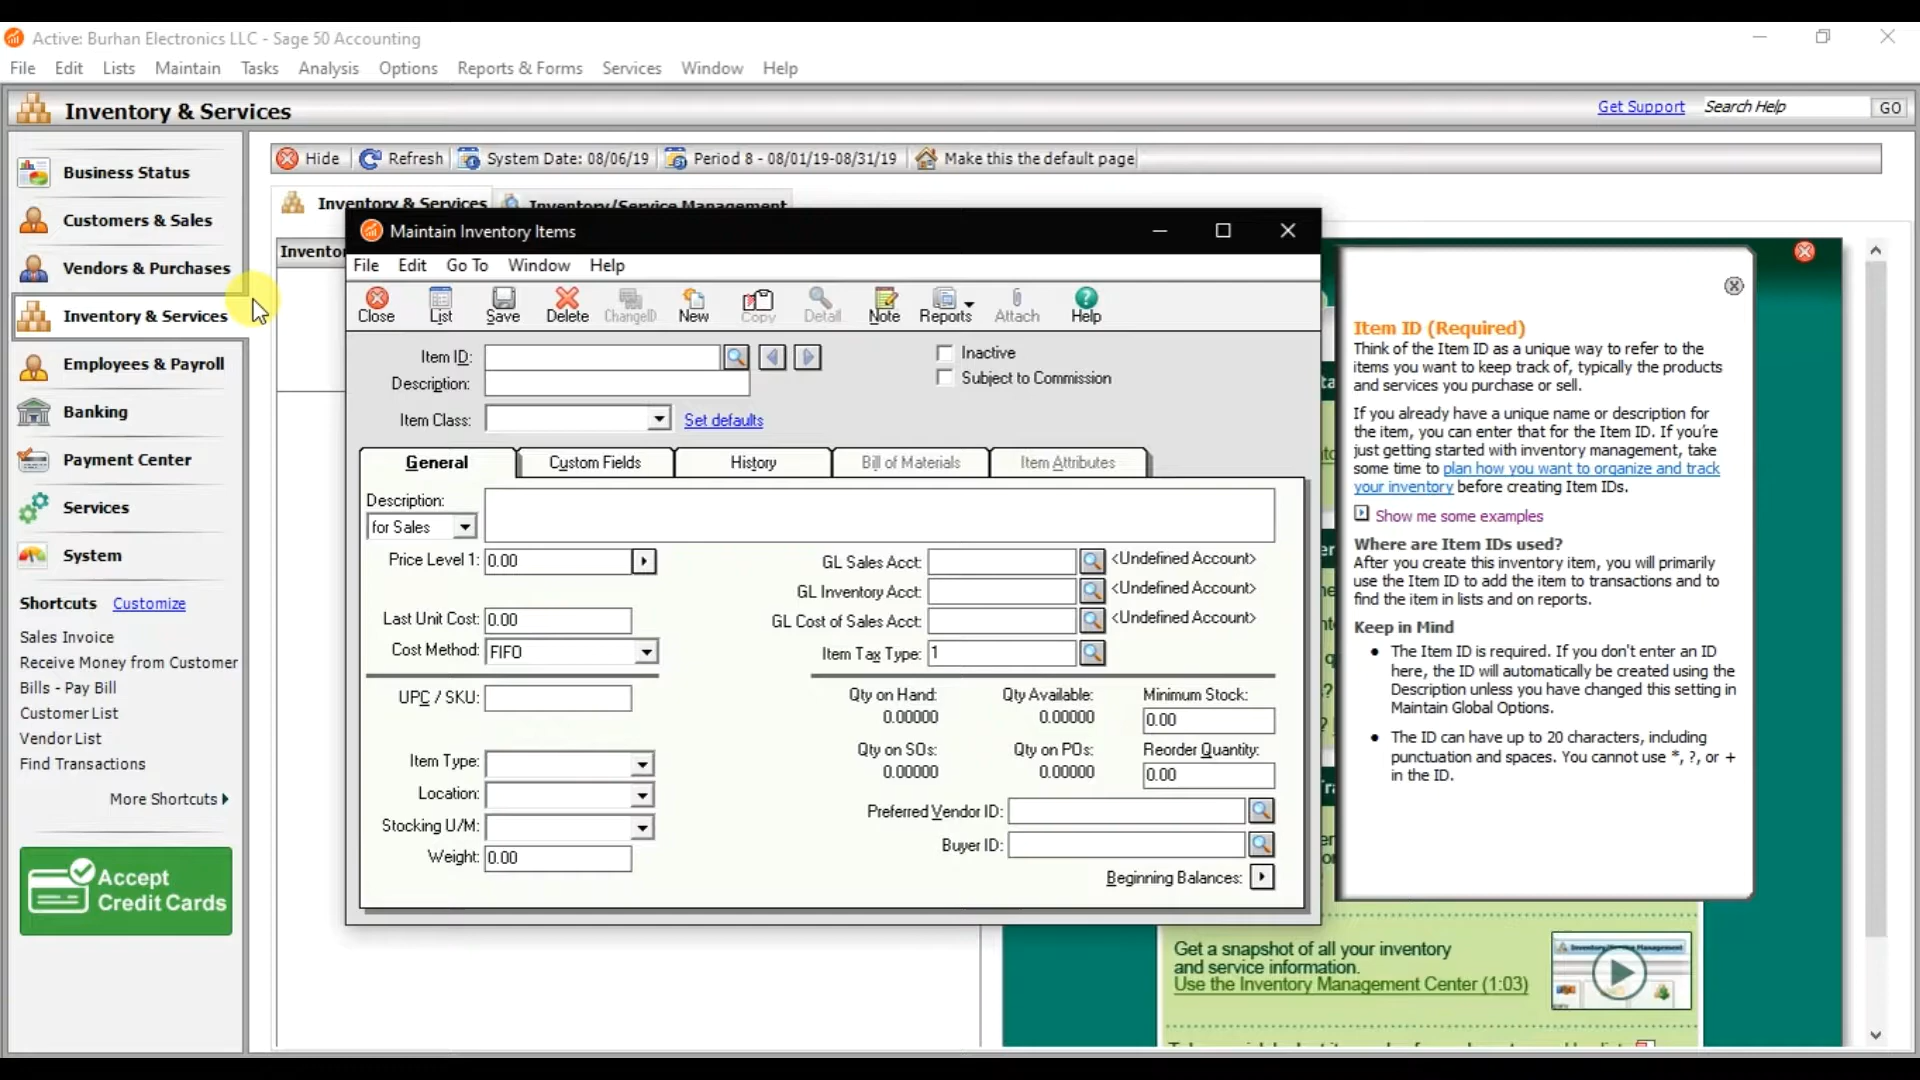 Active: Burhan Electronics LLC - Sage 50 Accounting
File Edit Lists Maintain Tasks Analysis Options Reports & Forms Services Window Help
Inventory & Services
Get Support Search Help GO
Business Status
Customers & Sales
Vendors & Purchases
Inventory & Services
Employees & Payroll
Banking
Payment Center
Services
System
Shortcuts Customize
Sales Invoice
Receive Money from Customer
Bills - Pay Bill
Customer List
Vendor List
Find Transactions
More Shortcuts
Accept
Credit Cards
Hide Refresh System Date: 08/06/19 Period 8 - 08/01/19-08/31/19 Make this the default page
Inventory & Services Inventory/Service Management
Maintain Inventory Items
File Edit Go To Window Help
Close List Save Delete ChangeID New Copy Detail Note Reports Attach Help
Item ID:
Description:
Item Class: Set defaults
Inactive
Subject to Commission
General Custom Fields History Bill of Materials Item Attributes
Description:
for Sales
Price Level 1: 0.00
Last Unit Cost: 0.00
Cost Method: FIFO
UPC / SKU:
Item Type:
Location:
Stocking U/M:
Weight: 0.00
GL Sales Acct: <Undefined Account>
GL Inventory Acct: <Undefined Account>
GL Cost of Sales Acct: <Undefined Account>
Item Tax Type: 1
Qty on Hand: Qty Available: Minimum Stock:
0.00000 0.00000 0.00
Qty on SOs: Qty on POs: Reorder Quantity:
0.00000 0.00000 0.00
Preferred Vendor ID:
Buyer ID:
Beginning Balances:
Item ID (Required)
Think of the Item ID as a unique way to refer to the
items you want to keep track of, typically the products
and services you purchase or sell.
If you already have a unique name or description for
the item, you can enter that for the Item ID. If you're
just getting started with inventory management, take
some time to plan how you want to organize and track
your inventory before creating Item IDs.
Show me some examples
Where are Item IDs used?
After you create this inventory item, you will primarily
use the Item ID to add the item to transactions and to
find the item in lists and on reports.
Keep in Mind
• The Item ID is required. If you don't enter an ID
here, the ID will automatically be created using the
Description unless you have changed this setting in
Maintain Global Options.
• The ID can have up to 20 characters, including
punctuation and spaces. You cannot use *, ?, or +
in the ID.
Get a snapshot of all your inventory
and service information.
Use the Inventory Management Center (1:03)